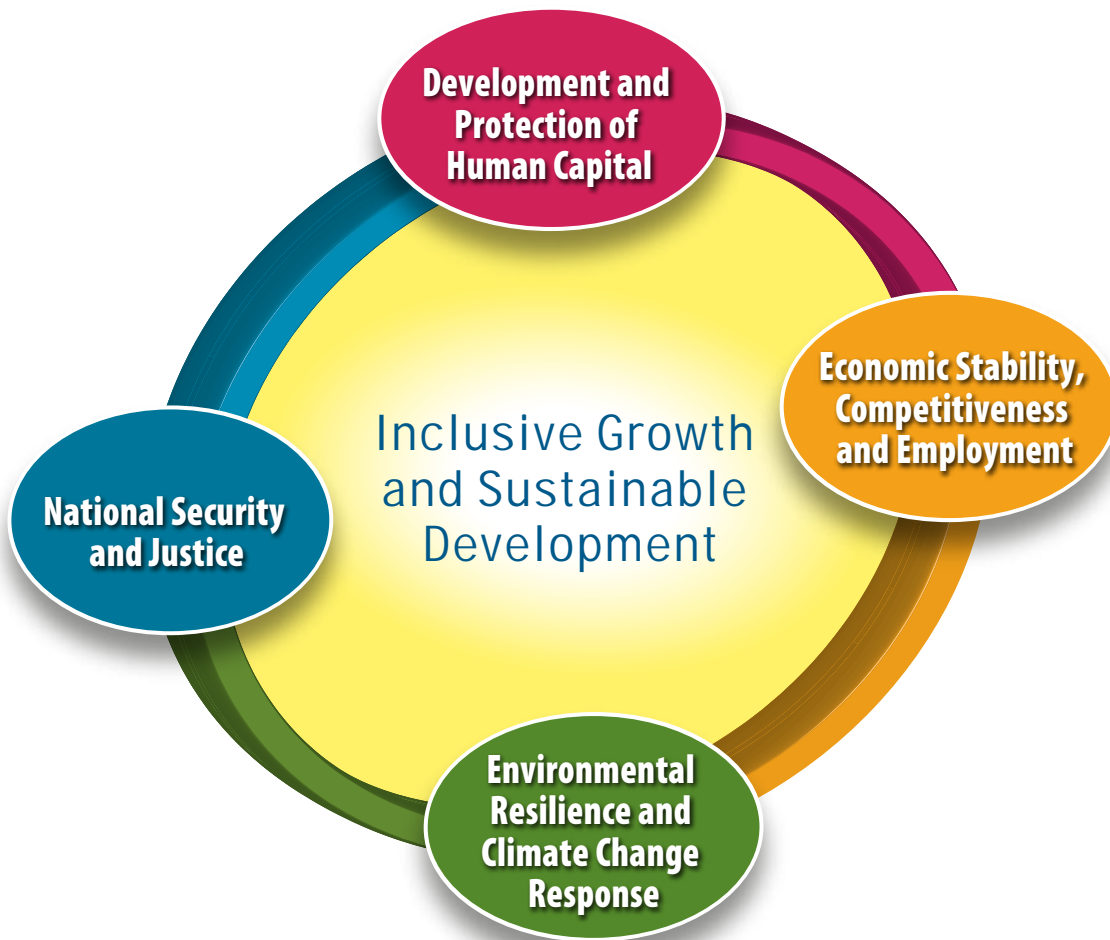 Development and
Protection of
Human Capital
Economic Stability,
Competitiveness
and Employment
Inclusive Growth
and Sustainable
Development
National Security
and Justice
Environmental
Resilience and
Climate Change
Response